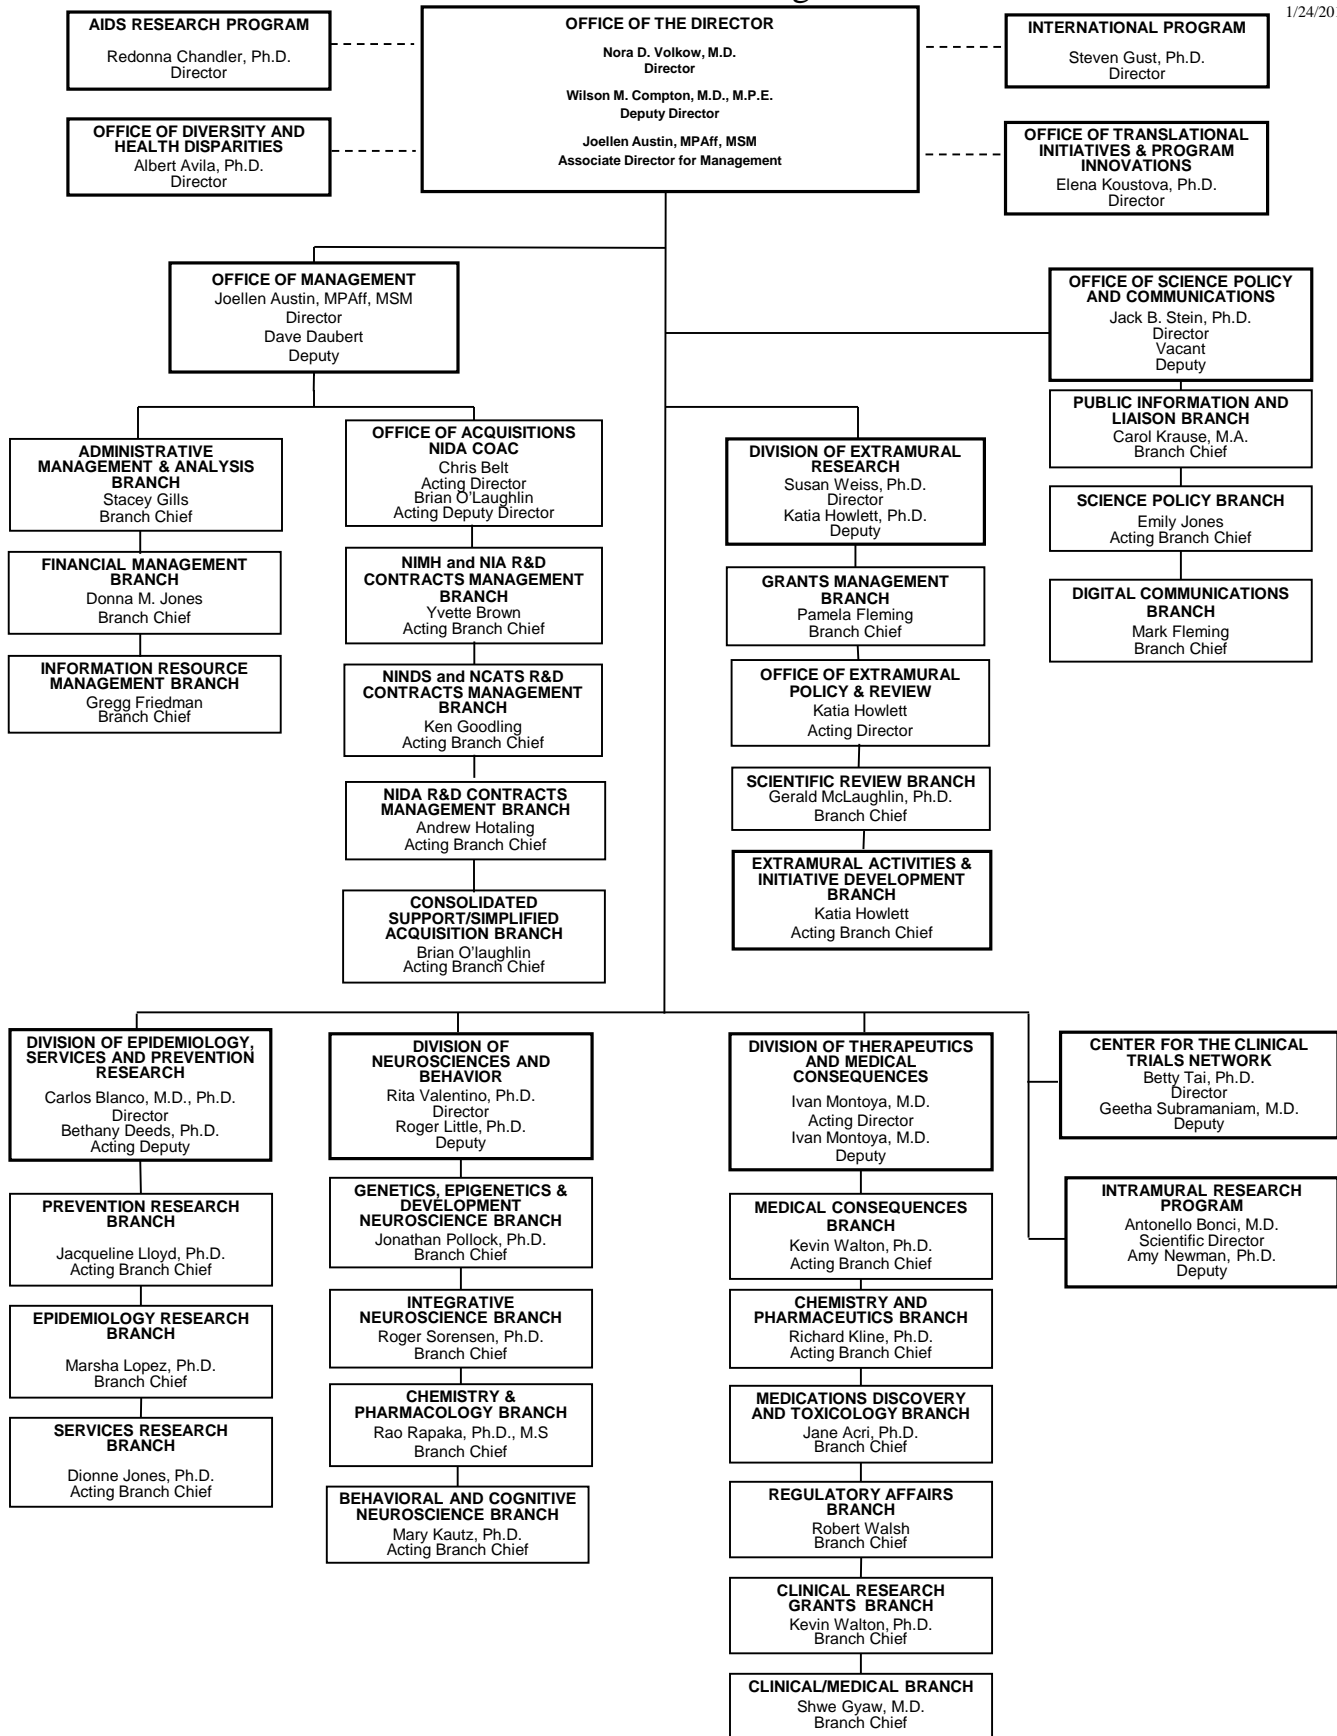 1/24/201
AIDS RESEARCH PROGRAM
Redonna Chandler, Ph.D.
Director
OFFICE OF THE DIRECTOR
Nora D. Volkow, M.D.
Director
Wilson M. Compton, M.D., M.P.E.
Deputy Director
Joellen Austin, MPAff, MSM
Associate Director for Management
INTERNATIONAL PROGRAM
Steven Gust, Ph.D.
Director
OFFICE OF DIVERSITY AND
HEALTH DISPARITIES
Albert Avila, Ph.D.
Director
OFFICE OF TRANSLATIONAL
INITIATIVES & PROGRAM
INNOVATIONS
Elena Koustova, Ph.D.
Director
OFFICE OF MANAGEMENT
Joellen Austin, MPAff, MSM
Director
Dave Daubert
Deputy
OFFICE OF SCIENCE POLICY
AND COMMUNICATIONS
Jack B. Stein, Ph.D.
Director
Vacant
Deputy
ADMINISTRATIVE
MANAGEMENT & ANALYSIS
BRANCH
Stacey Gills
Branch Chief
FINANCIAL MANAGEMENT
BRANCH
Donna M. Jones
Branch Chief
INFORMATION RESOURCE
MANAGEMENT BRANCH
Gregg Friedman
Branch Chief
OFFICE OF ACQUISITIONS
NIDA COAC
Chris Belt
Acting Director
Brian O'Laughlin
Acting Deputy Director
NIMH and NIA R&D
CONTRACTS MANAGEMENT
BRANCH
Yvette Brown
Acting Branch Chief
NINDS and NCATS R&D
CONTRACTS MANAGEMENT
BRANCH
Ken Goodling
Acting Branch Chief
NIDA R&D CONTRACTS
MANAGEMENT BRANCH
Andrew Hotaling
Acting Branch Chief
CONSOLIDATED
SUPPORT/SIMPLIFIED
ACQUISITION BRANCH
Brian O'laughlin
Acting Branch Chief
DIVISION OF EXTRAMURAL
RESEARCH
Susan Weiss, Ph.D.
Director
Katia Howlett, Ph.D.
Deputy
GRANTS MANAGEMENT
BRANCH
Pamela Fleming
Branch Chief
OFFICE OF EXTRAMURAL
POLICY & REVIEW
Katia Howlett
Acting Director
SCIENTIFIC REVIEW BRANCH
Gerald McLaughlin, Ph.D.
Branch Chief
EXTRAMURAL ACTIVITIES &
INITIATIVE DEVELOPMENT
BRANCH
Katia Howlett
Acting Branch Chief
PUBLIC INFORMATION AND
LIAISON BRANCH
Carol Krause, M.A.
Branch Chief
SCIENCE POLICY BRANCH
Emily Jones
Acting Branch Chief
DIGITAL COMMUNICATIONS
BRANCH
Mark Fleming
Branch Chief
DIVISION OF EPIDEMIOLOGY,
SERVICES AND PREVENTION
RESEARCH
Carlos Blanco, M.D., Ph.D.
Director
Bethany Deeds, Ph.D.
Acting Deputy
PREVENTION RESEARCH
BRANCH
Jacqueline Lloyd, Ph.D.
Acting Branch Chief
EPIDEMIOLOGY RESEARCH
BRANCH
Marsha Lopez, Ph.D.
Branch Chief
SERVICES RESEARCH
BRANCH
Dionne Jones, Ph.D.
Acting Branch Chief
DIVISION OF
NEUROSCIENCES AND
BEHAVIOR
Rita Valentino, Ph.D.
Director
Roger Little, Ph.D.
Deputy
GENETICS, EPIGENETICS &
DEVELOPMENT
NEUROSCIENCE BRANCH
Jonathan Pollock, Ph.D.
Branch Chief
INTEGRATIVE
NEUROSCIENCE BRANCH
Roger Sorensen, Ph.D.
Branch Chief
CHEMISTRY &
PHARMACOLOGY BRANCH
Rao Rapaka, Ph.D., M.S
Branch Chief
BEHAVIORAL AND COGNITIVE
NEUROSCIENCE BRANCH
Mary Kautz, Ph.D.
Acting Branch Chief
DIVISION OF THERAPEUTICS
AND MEDICAL
CONSEQUENCES
Ivan Montoya, M.D.
Acting Director
Ivan Montoya, M.D.
Deputy
MEDICAL CONSEQUENCES
BRANCH
Kevin Walton, Ph.D.
Acting Branch Chief
CHEMISTRY AND
PHARMACEUTICS BRANCH
Richard Kline, Ph.D.
Acting Branch Chief
MEDICATIONS DISCOVERY
AND TOXICOLOGY BRANCH
Jane Acri, Ph.D.
Branch Chief
REGULATORY AFFAIRS
BRANCH
Robert Walsh
Branch Chief
CLINICAL RESEARCH
GRANTS BRANCH
Kevin Walton, Ph.D.
Branch Chief
CLINICAL/MEDICAL BRANCH
Shwe Gyaw, M.D.
Branch Chief
CENTER FOR THE CLINICAL
TRIALS NETWORK
Betty Tai, Ph.D.
Director
Geetha Subramaniam, M.D.
Deputy
INTRAMURAL RESEARCH
PROGRAM
Antonello Bonci, M.D.
Scientific Director
Amy Newman, Ph.D.
Deputy